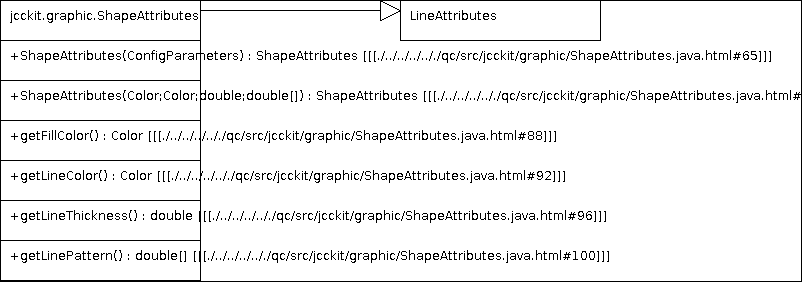 jcckit.graphic.ShapeAttributes
LineAttributes
+ShapeAttributes(ConfigParameters) : ShapeAttributes [[[./../../../../qc/src/jcckit/graphic/ShapeAttributes.java.html#65]]]
+ShapeAttributes(Color;Color;double;double[]) : ShapeAttributes [[[./../../../../qc/src/jcckit/graphic/ShapeAttributes.java.html#
+getFillColor() : Color [[[./../../../../qc/src/jcckit/graphic/ShapeAttributes.java.html#88]]]
+getLineColor() : Color [[[./../../../../qc/src/jcckit/graphic/ShapeAttributes.java.html#92]]]
+getLineThickness() : double [[[./../../../../qc/src/jcckit/graphic/ShapeAttributes.java.html#96]]]
+getLinePattern() : double[] [[[./../../../../qc/src/jcckit/graphic/ShapeAttributes.java.html#100]]]